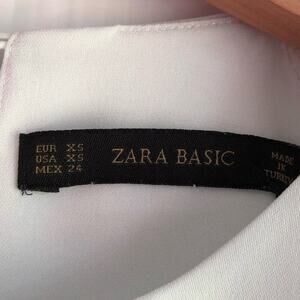 EUR XS
USA XS
MEX 24
ZARA BASIC
MADE
IN
TURKEY